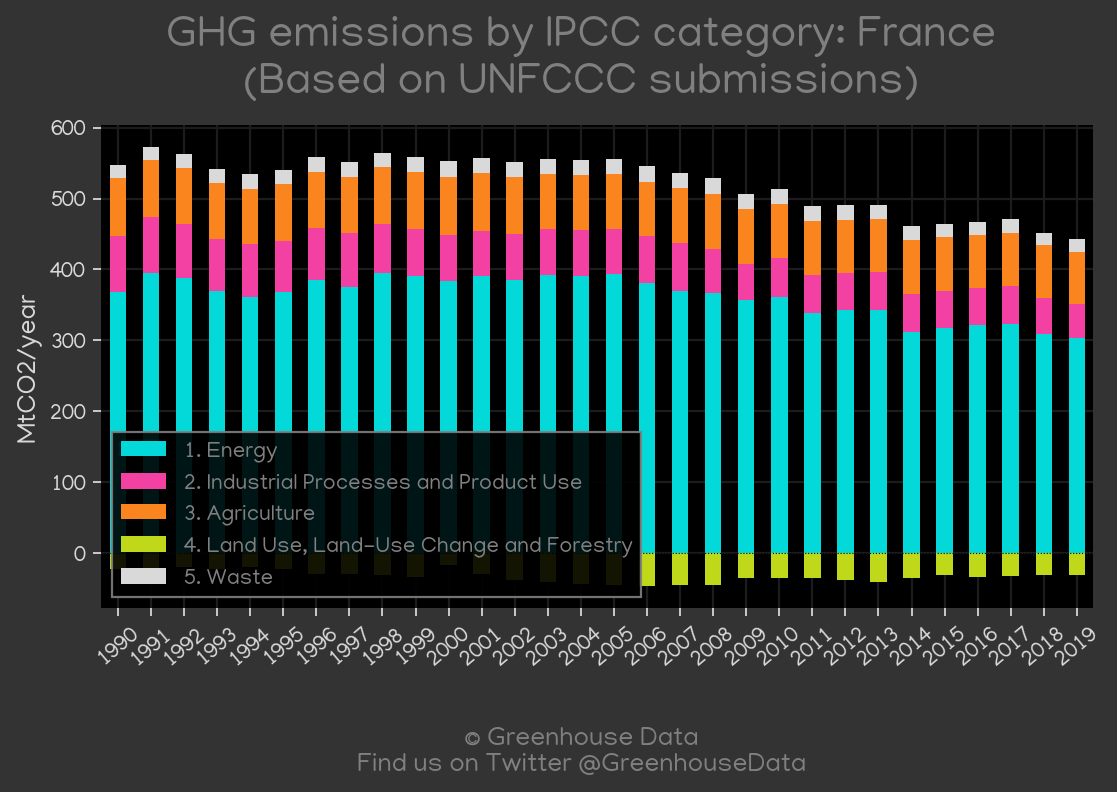 GHG emissions by IPCC category: France
(Based on UNFCCC submissions)
600
500
400
300
200
100
0
MtCO2/year
1. Energy
2. Industrial Processes and Product Use
3. Agriculture
4. Land Use, Land-Use Change and Forestry
5. Waste
1990 1991 1992 1993 1994 1995 1996 1997 1998 1999 2000 2001 2002 2003 2004 2005 2006 2007 2008 2009 2010 2011 2012 2013 2014 2015 2016 2017 2018 2019
© Greenhouse Data
Find us on Twitter @GreenhouseData